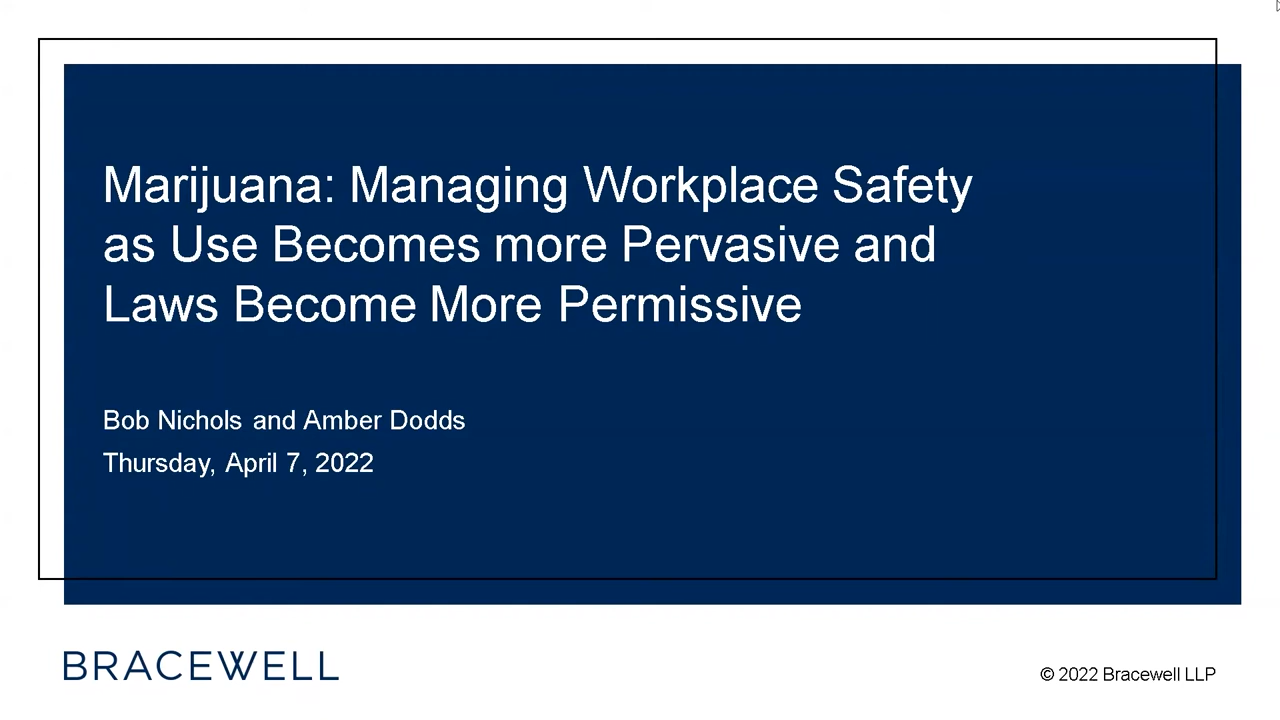 Marijuana: Managing Workplace Safety
as Use Becomes more Pervasive and
Laws Become More Permissive
Bob Nichols and Amber Dodds
Thursday, April 7, 2022
BRACEWELL
© 2022 Bracewell LLP